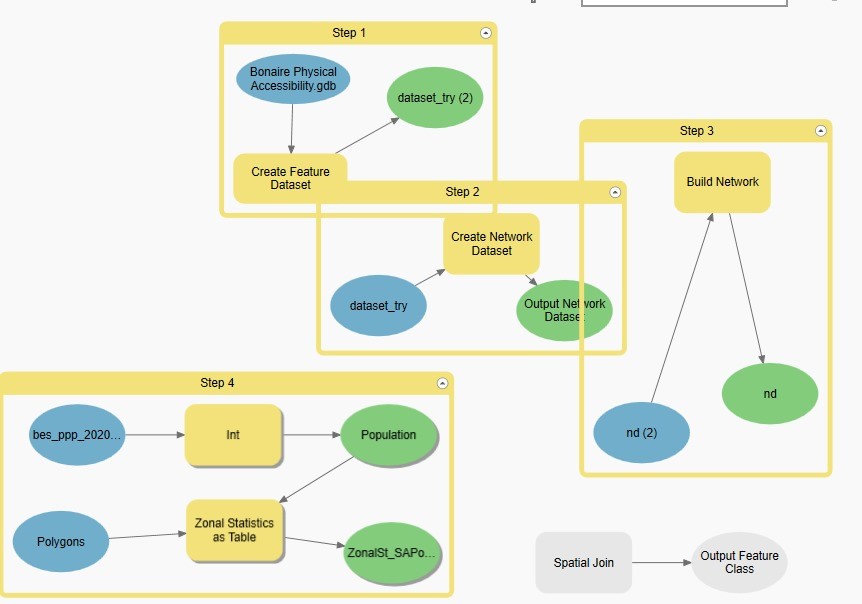 Step 1
Bonaire Physical
Accessibility.gdb
dataset_try (2)
Create Feature
Dataset
Step 2
Create Network
Dataset
dataset_try
Output Network
Dataset
Step 3
Build Network
nd (2)
nd
Step 4
bes_ppp_2020...
Int
Population
Polygons
Zonal Statistics
as Table
ZonalSt_SAPo...
Spatial Join
Output Feature
Class